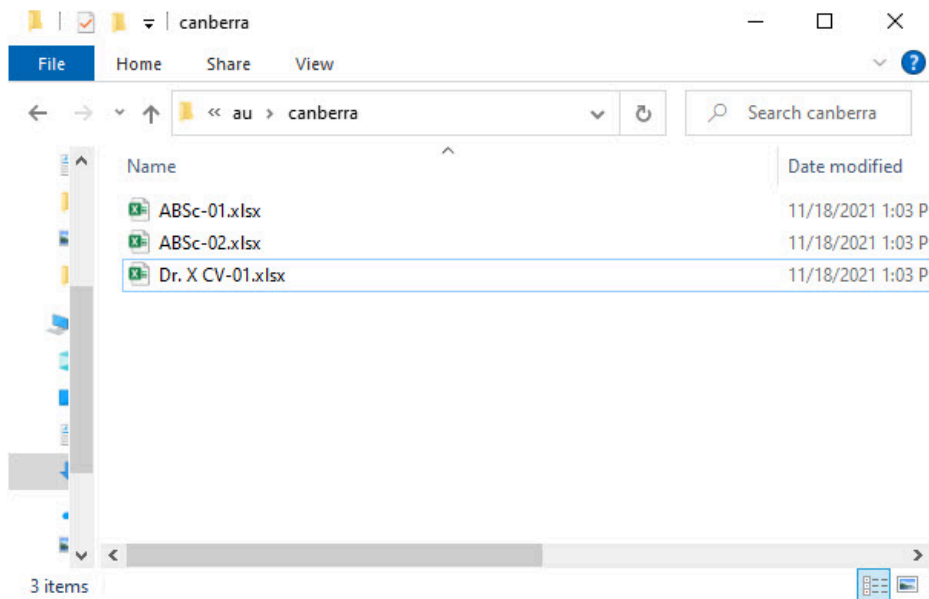 canberra
File Home Share View
« au > canberra Search canberra
Name Date modified
ABSc-01.xlsx 11/18/2021 1:03 P
ABSc-02.xlsx 11/18/2021 1:03 P
Dr. X CV-01.xlsx 11/18/2021 1:03 P
3 items